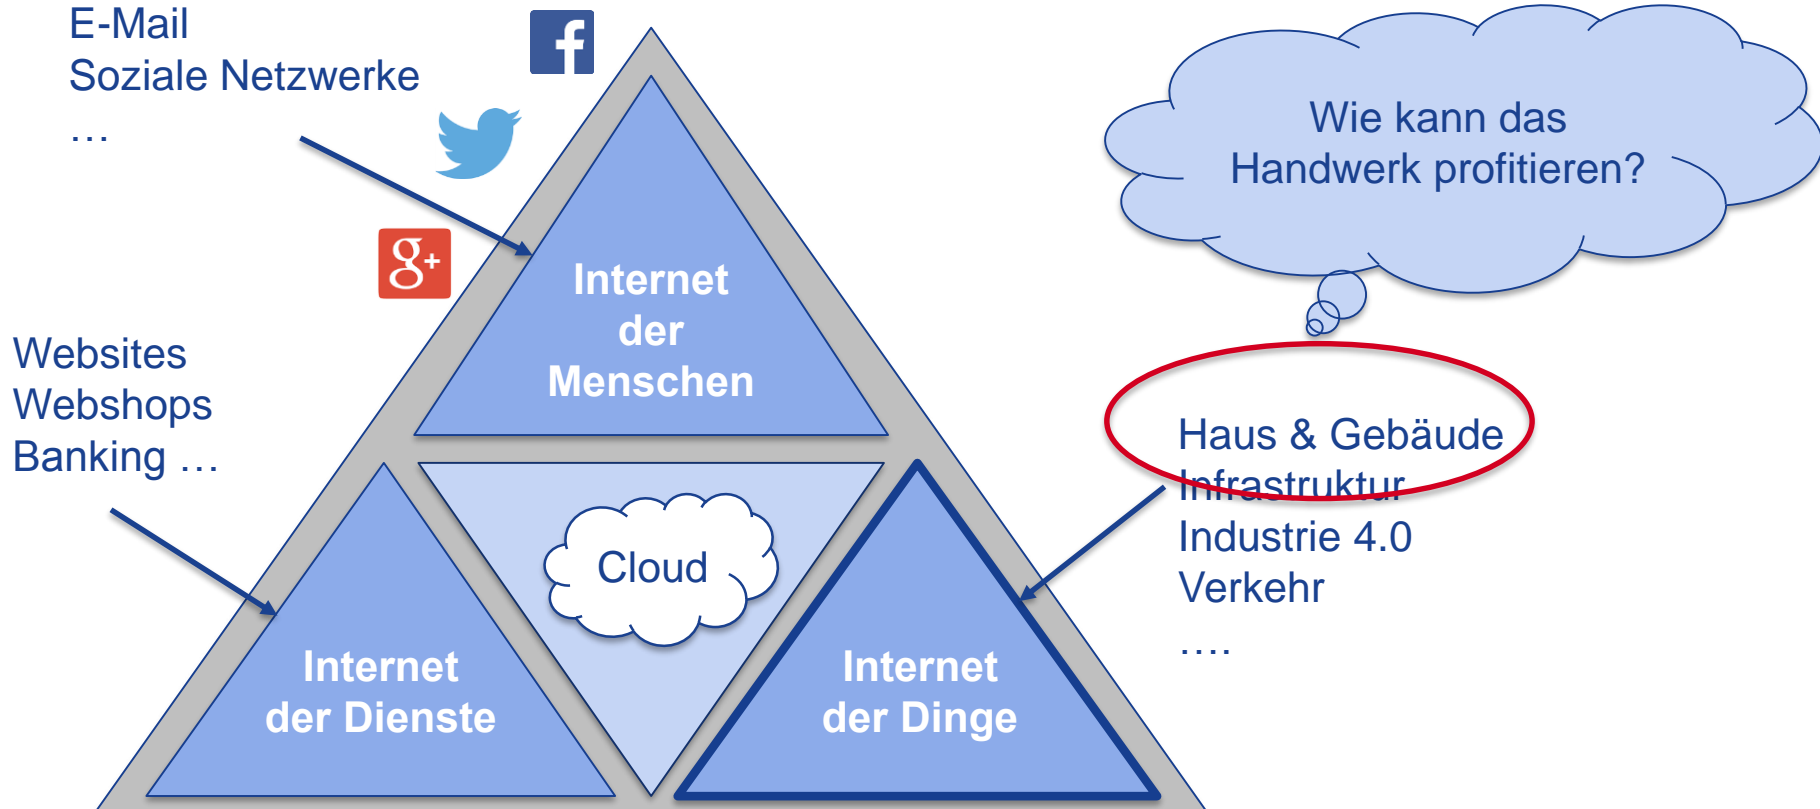 E-Mail
Soziale Netzwerke
…
f
g+
Wie kann das
Handwerk profitieren?
Internet
der
Menschen
Websites
Webshops
Banking …
Haus & Gebäude
Infrastruktur
Industrie 4.0
Verkehr
….
Cloud
Internet
der Dienste
Internet
der Dinge